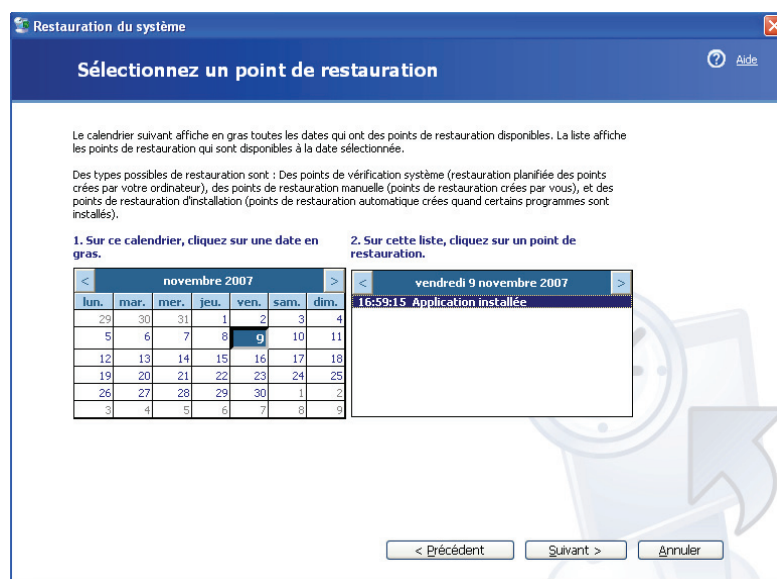 Restauration du système
Sélectionnez un point de restauration
Aide
Le calendrier suivant affiche en gras toutes les dates qui ont des points de restauration disponibles. La liste affiche
les points de restauration qui sont disponibles à la date sélectionnée.
Des types possibles de restauration sont : Des points de vérification système (restauration planifiée des points
crées par votre ordinateur), des points de restauration manuelle (points de restauration crées par vous), et des
points de restauration d'installation (points de restauration automatique crées quand certains programmes sont
installés).
1. Sur ce calendrier, cliquez sur une date en
gras.
< novembre 2007 >
lun. mar. mer. jeu. ven. sam. dim.
29 30 31 1 2 3 4
5 6 7 8 9 10 11
12 13 14 15 16 17 18
19 20 21 22 23 24 25
26 27 28 29 30 1 2
3 4 5 6 7 8 9
2. Sur cette liste, cliquez sur un point de
restauration.
< vendredi 9 novembre 2007 >
16:59:15 Application installée
< Précédent
Suivant >
Annuler